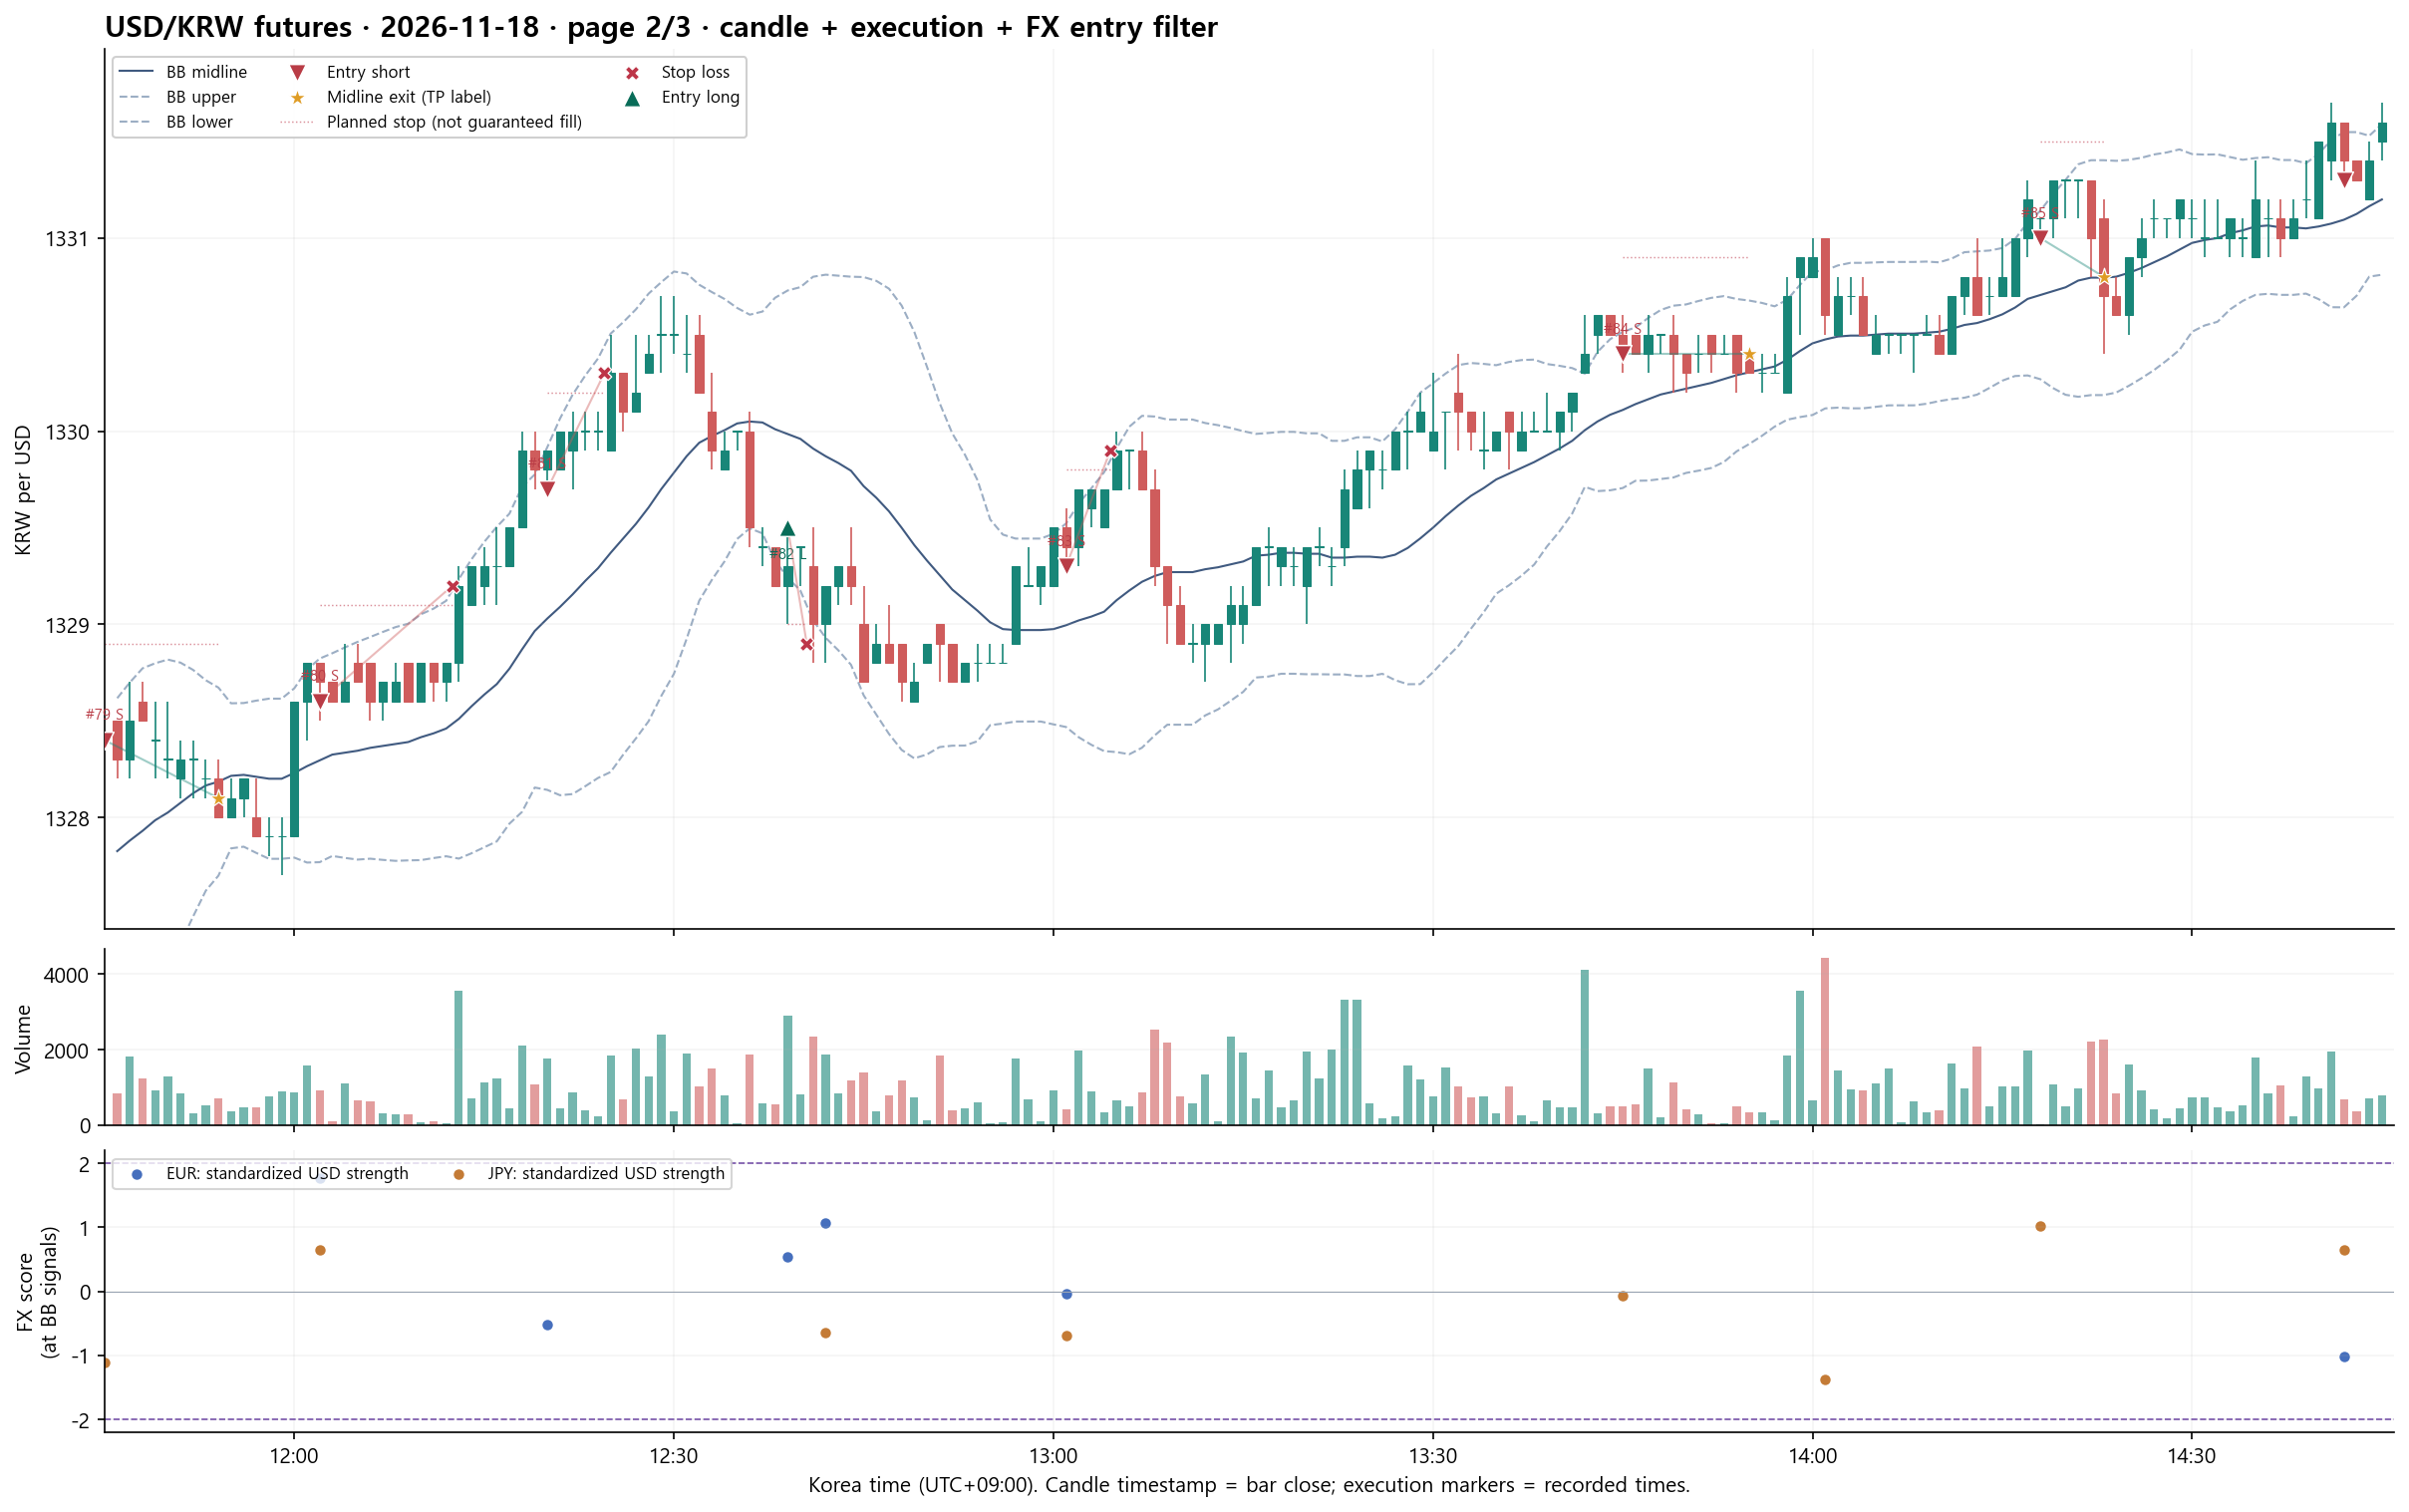 USD/KRW futures · 2026-11-18 · page 2/3 · candle + execution + FX entry filter
BB midline
BB upper
BB lower
Entry short
Midline exit (TP label)
Planned stop (not guaranteed fill)
Stop loss
Entry long
KRW per USD
1331
1330
1329
1328
#79 S
#83 S
#84 S
#85 S
Volume
4000
2000
0
EUR: standardized USD strength
JPY: standardized USD strength
FX score
(at BB signals)
2
1
0
-1
-2
12:00
12:30
13:00
13:30
14:00
14:30
Korea time (UTC+09:00). Candle timestamp = bar close; execution markers = recorded times.